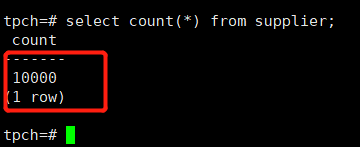 tpch=# select count(*) from supplier;
count
-------
10000
(1 row)
tpch=#